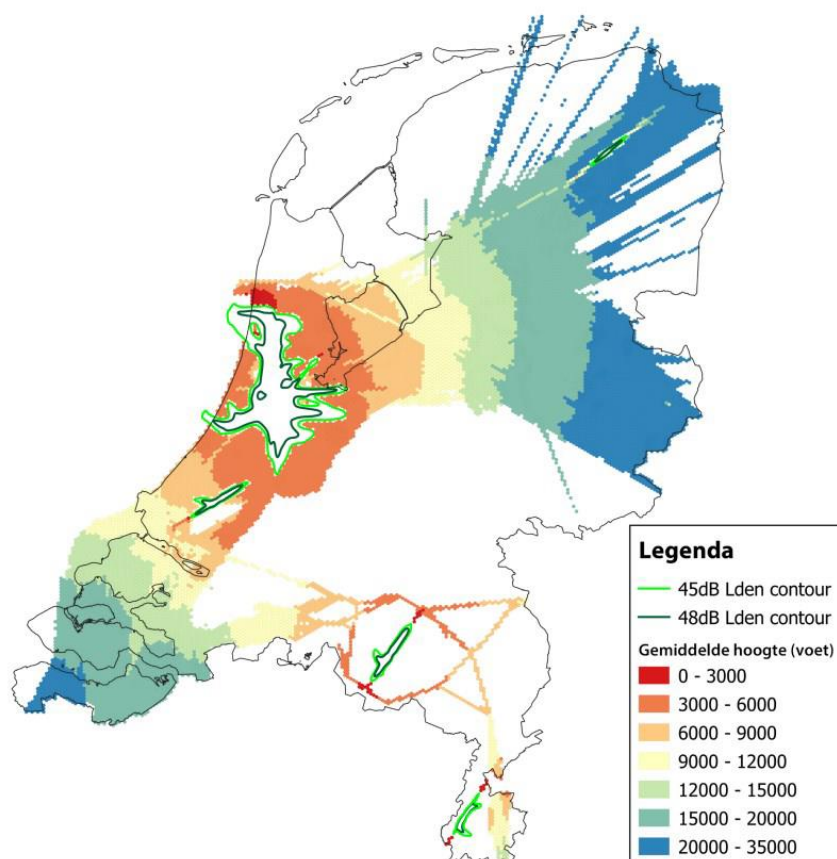 Legenda
45dB Lden contour
48dB Lden contour
Gemiddelde hoogte (voet)
0 - 3000
3000 - 6000
6000 - 9000
9000 - 12000
12000 - 15000
15000 - 20000
20000 - 35000